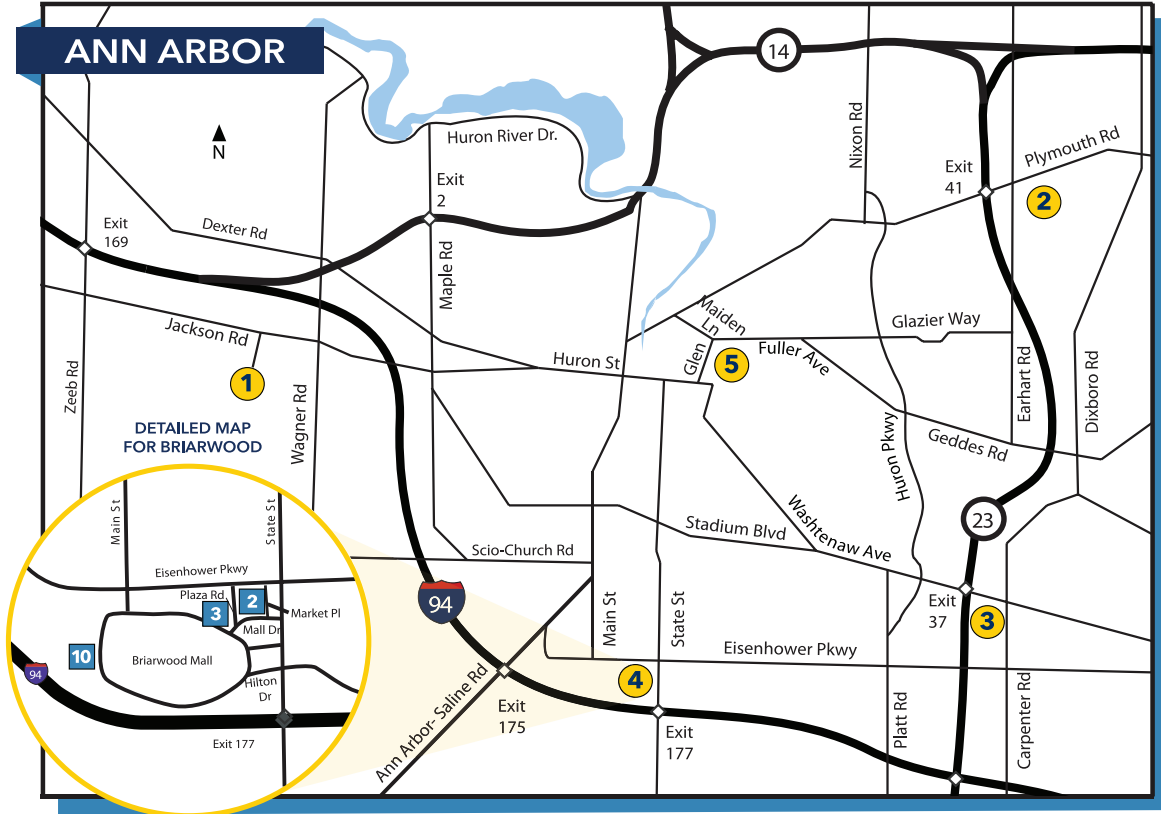 ANN ARBOR
14
N
Huron River Dr.
Nixon Rd
Plymouth Rd
Exit
41
Exit
2
2
Exit
169
Dexter Rd
Maple Rd
Jackson Rd
Maiden
Ln
Glazier Way
Huron St
Glen
Fuller Ave
5
1
Zeeb Rd
Wagner Rd
Earhart Rd
Dixboro Rd
DETAILED MAP
FOR BRIARWOOD
Geddes Rd
Huron Pkwy
23
Washtenaw Ave
Stadium Blvd
Scio-Church Rd
94
Main St
State St
Exit
37
3
Eisenhower Pkwy
4
Ann Arbor- Saline Rd
Exit
175
Exit
177
Platt Rd
Carpenter Rd
Main St
State St
Eisenhower Pkwy
Plaza Rd
2
3
Market Pl
Mall Dr
10
Briarwood Mall
94
Hilton
Dr
Exit 177